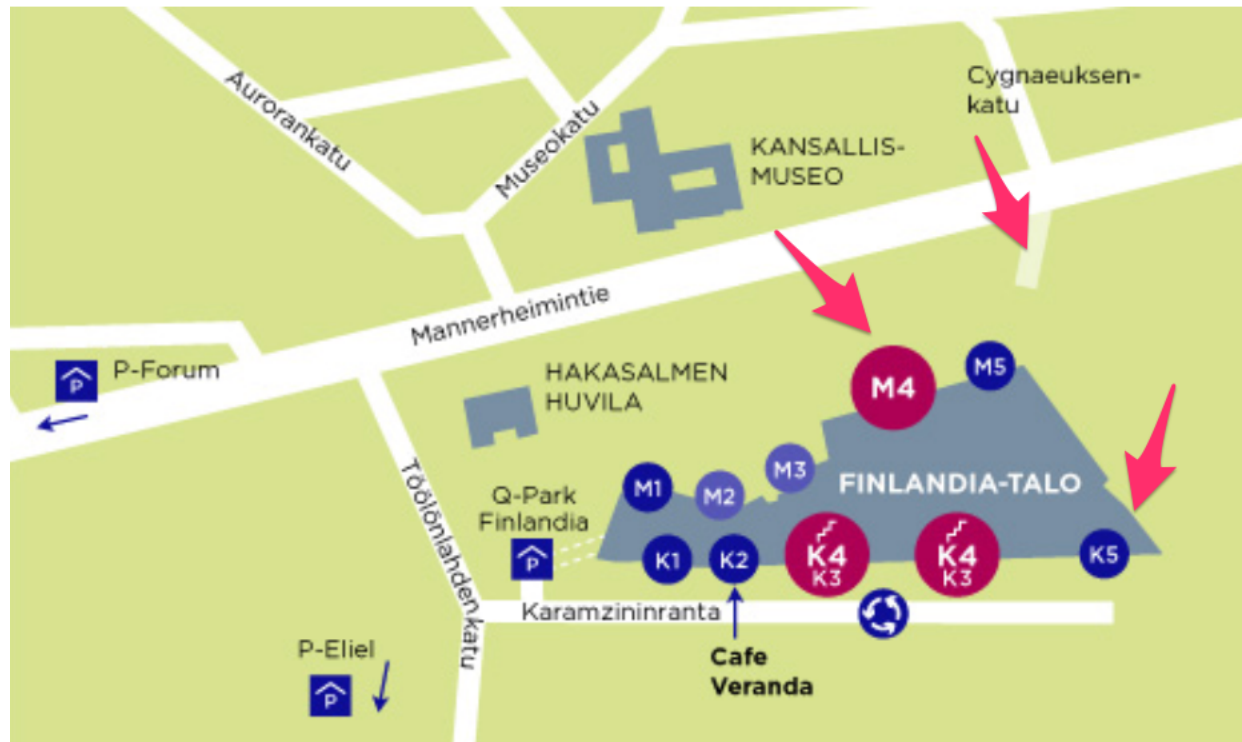 Cygnaeuksen-
katu
Aurorankatu
Museokatu
KANSALLIS-
MUSEO
Mannerheimintie
P-Forum
P
HAKASALMEN
HUVILA
M5
M4
M3
M1
M2
FINLANDIA-TALO
Töölönlahdenkatu
Q-Park
Finlandia
P
K1
K2
K4
K3
K4
K3
K5
Karamzininranta
P-Eliel
P
Cafe
Veranda